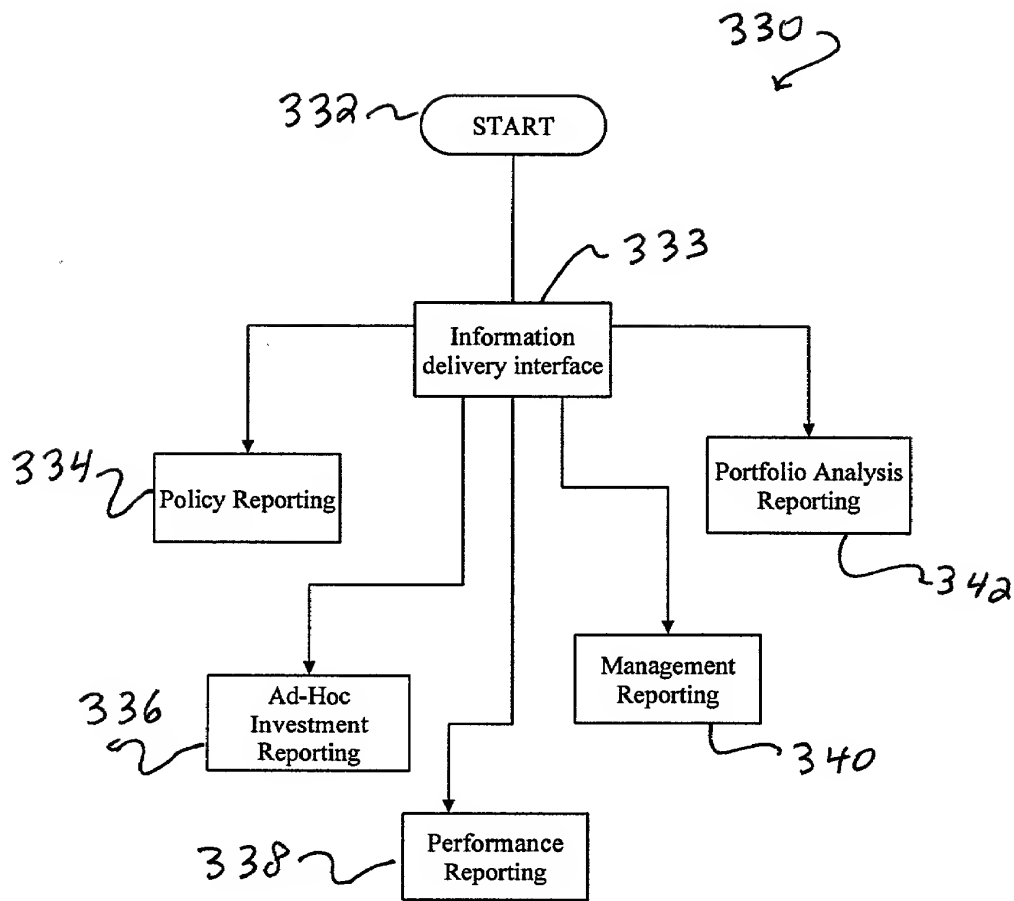 330
332
START
333
Information
delivery interface
334
Policy Reporting
Portfolio Analysis
Reporting
342
336
Ad-Hoc
Investment
Reporting
Management
Reporting
340
338
Performance
Reporting